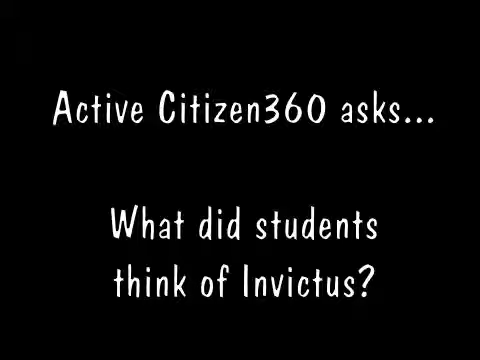 Active Citizen360 asks...
What did students
think of Invictus?